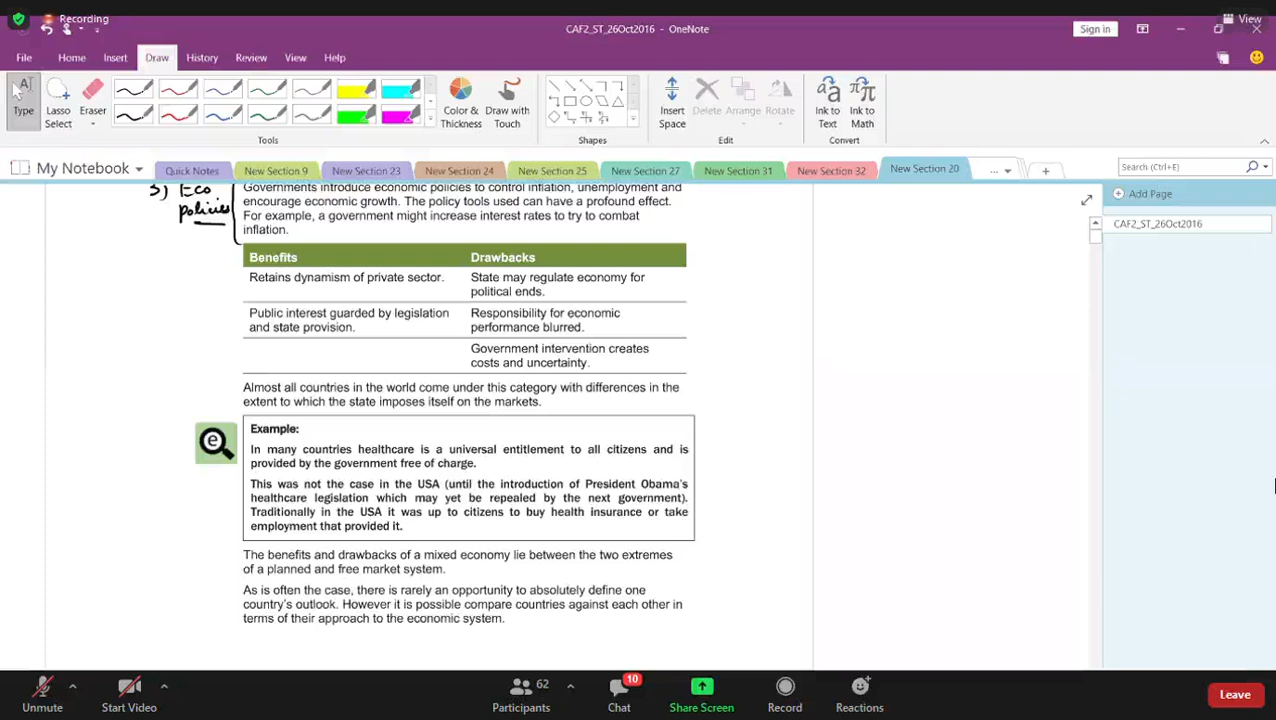 Recording
CAF2_ST_26Oct2016 - OneNote
Sign in
View
File Home Insert Draw History Review View Help
Type
Lasso Select
Eraser
Color & Thickness
Draw with Touch
Insert Space
Delete
Arrange
Rotate
Ink to Text
Ink to Math
Tools Shapes Edit Convert
My Notebook Quick Notes New Section 9 New Section 23 New Section 24 New Section 25 New Section 27 New Section 31 New Section 32 New Section 20 ... Search (Ctrl+E)
Add Page
CAF2_ST_26Oct2016
3) Eco
policies
Governments introduce economic policies to control inflation, unemployment and
encourage economic growth. The policy tools used can have a profound effect.
For example, a government might increase interest rates to try to combat
inflation.
Benefits Drawbacks
Retains dynamism of private sector. State may regulate economy for
political ends.
Public interest guarded by legislation Responsibility for economic
and state provision. performance blurred.
Government intervention creates
costs and uncertainty.
Almost all countries in the world come under this category with differences in the
extent to which the state imposes itself on the markets.
Example:
In many countries healthcare is a universal entitlement to all citizens and is
provided by the government free of charge.
This was not the case in the USA (until the introduction of President Obama's
healthcare legislation which may yet be repealed by the next government).
Traditionally in the USA it was up to citizens to buy health insurance or take
employment that provided it.
The benefits and drawbacks of a mixed economy lie between the two extremes
of a planned and free market system.
As is often the case, there is rarely an opportunity to absolutely define one
country's outlook. However it is possible compare countries against each other in
terms of their approach to the economic system.
Unmute Start Video 62 Participants 10 Chat Share Screen Record Reactions Leave